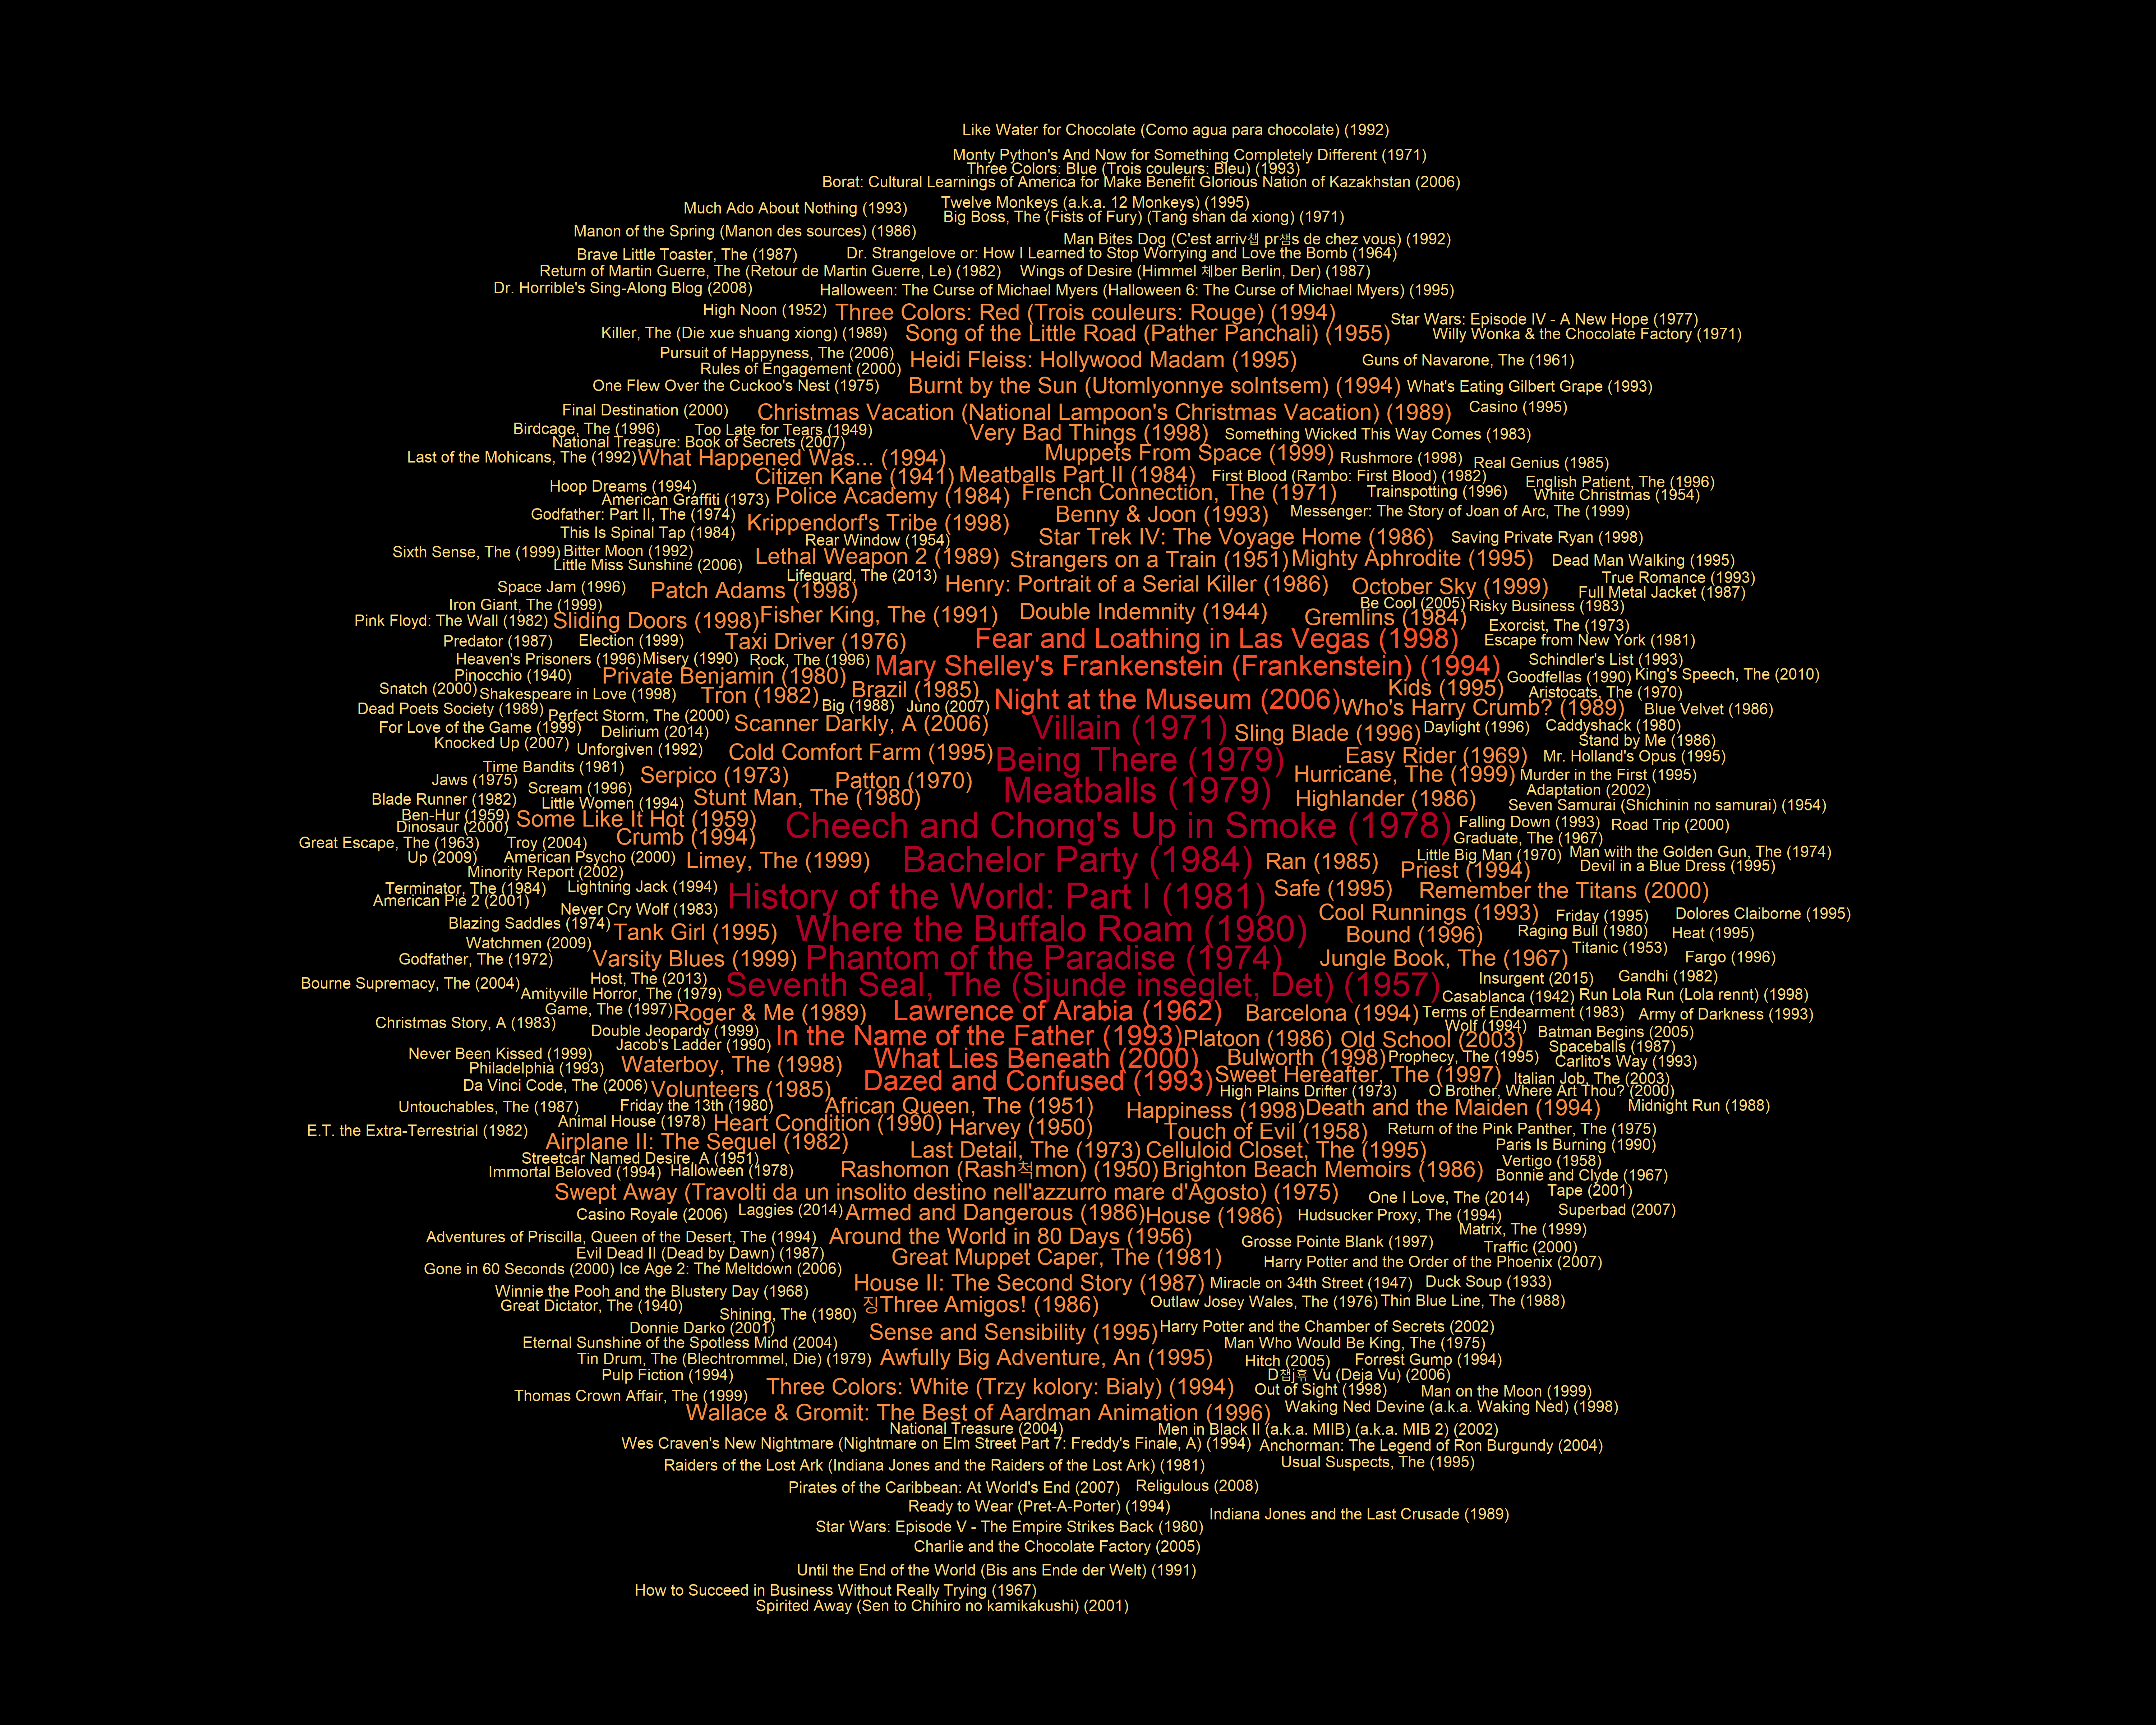 Like Water for Chocolate (Como agua para chocolate) (1992)
Monty Python's And Now for Something Completely Different (1971)
Three Colors: Blue (Trois couleurs: Bleu) (1993)
Borat: Cultural Learnings of America for Make Benefit Glorious Nation of Kazakhstan (2006)
Much Ado About Nothing (1993) Twelve Monkeys (a.k.a. 12 Monkeys) (1995)
Big Boss, The (Fists of Fury) (Tang shan da xiong) (1971)
Manon of the Spring (Manon des sources) (1986)
Man Bites Dog (C'est arriv챕 pr챔s de chez vous) (1992)
Brave Little Toaster, The (1987) Dr. Strangelove or: How I Learned to Stop Worrying and Love the Bomb (1964)
Return of Martin Guerre, The (Retour de Martin Guerre, Le) (1982) Wings of Desire (Himmel 체ber Berlin, Der) (1987)
Dr. Horrible's Sing-Along Blog (2008) Halloween: The Curse of Michael Myers (Halloween 6: The Curse of Michael Myers) (1995)
High Noon (1952) Three Colors: Red (Trois couleurs: Rouge) (1994) Star Wars: Episode IV - A New Hope (1977)
Killer, The (Die xue shuang xiong) (1989) Song of the Little Road (Pather Panchali) (1955) Willy Wonka & the Chocolate Factory (1971)
Pursuit of Happyness, The (2006) Heidi Fleiss: Hollywood Madam (1995) Guns of Navarone, The (1961)
Rules of Engagement (2000)
One Flew Over the Cuckoo's Nest (1975) Burnt by the Sun (Utomlyonnye solntsem) (1994) What's Eating Gilbert Grape (1993)
Final Destination (2000) Christmas Vacation (National Lampoon's Christmas Vacation) (1989) Casino (1995)
Birdcage, The (1996) Too Late for Tears (1949) Very Bad Things (1998) Something Wicked This Way Comes (1983)
National Treasure: Book of Secrets (2007)
Last of the Mohicans, The (1992) What Happened Was... (1994) Muppets From Space (1999) Rushmore (1998) Real Genius (1985)
Citizen Kane (1941) Meatballs Part II (1984) First Blood (Rambo: First Blood) (1982) English Patient, The (1996)
Hoop Dreams (1994)
American Graffiti (1973) Police Academy (1984) French Connection, The (1971) Trainspotting (1996) White Christmas (1954)
Godfather: Part II, The (1974) Krippendorf's Tribe (1998) Benny & Joon (1993) Messenger: The Story of Joan of Arc, The (1999)
This Is Spinal Tap (1984) Rear Window (1954) Star Trek IV: The Voyage Home (1986) Saving Private Ryan (1998)
Sixth Sense, The (1999) Bitter Moon (1992) Lethal Weapon 2 (1989) Strangers on a Train (1951) Mighty Aphrodite (1995) Dead Man Walking (1995)
Little Miss Sunshine (2006)
Lifeguard, The (2013) True Romance (1993)
Space Jam (1996) Patch Adams (1998) Henry: Portrait of a Serial Killer (1986) October Sky (1999) Full Metal Jacket (1987)
Iron Giant, The (1999) Be Cool (2005) Risky Business (1983)
Pink Floyd: The Wall (1982) Sliding Doors (1998) Fisher King, The (1991) Double Indemnity (1944) Gremlins (1984) Exorcist, The (1973)
Predator (1987) Election (1999) Taxi Driver (1976) Fear and Loathing in Las Vegas (1998) Escape from New York (1981)
Heaven's Prisoners (1996) Misery (1990) Rock, The (1996) Mary Shelley's Frankenstein (Frankenstein) (1994) Schindler's List (1993)
Pinocchio (1940) Private Benjamin (1980) Goodfellas (1990) King's Speech, The (2010)
Snatch (2000) Shakespeare in Love (1998) Tron (1982) Brazil (1985) Night at the Museum (2006) Kids (1995) Aristocats, The (1970)
Dead Poets Society (1989) Perfect Storm, The (2000) Big (1988) Juno (2007) Who's Harry Crumb? (1989) Blue Velvet (1986)
For Love of the Game (1999) Delirium (2014) Scanner Darkly, A (2006) Villain (1971) Sling Blade (1996) Daylight (1996) Caddyshack (1980)
Knocked Up (2007) Unforgiven (1992) Cold Comfort Farm (1995) Being There (1979) Easy Rider (1969) Stand by Me (1986)
Mr. Holland's Opus (1995)
Time Bandits (1981) Serpico (1973) Patton (1970) Hurricane, The (1999) Murder in the First (1995)
Jaws (1975) Scream (1996) Meatballs (1979) Adaptation (2002)
Blade Runner (1982) Little Women (1994) Stunt Man, The (1980) Highlander (1986) Seven Samurai (Shichinin no samurai) (1954)
Ben-Hur (1959) Some Like It Hot (1959) Cheech and Chong's Up in Smoke (1978) Falling Down (1993) Road Trip (2000)
Dinosaur (2000)
Great Escape, The (1963) Troy (2004) Crumb (1994) Graduate, The (1967)
Up (2009) American Psycho (2000) Limey, The (1999) Bachelor Party (1984) Ran (1985) Little Big Man (1970) Man with the Golden Gun, The (1974)
Minority Report (2002) Priest (1994) Devil in a Blue Dress (1995)
Terminator, The (1984) Lightning Jack (1994) History of the World: Part I (1981) Safe (1995) Remember the Titans (2000)
American Pie 2 (2001)
Never Cry Wolf (1983) Cool Runnings (1993) Friday (1995) Dolores Claiborne (1995)
Blazing Saddles (1974) Tank Girl (1995) Where the Buffalo Roam (1980) Bound (1996) Raging Bull (1980) Heat (1995)
Watchmen (2009) Titanic (1953)
Godfather, The (1972) Varsity Blues (1999) Phantom of the Paradise (1974) Jungle Book, The (1967) Fargo (1996)
Bourne Supremacy, The (2004) Host, The (2013) Seventh Seal, The (Sjunde inseglet, Det) (1957) Insurgent (2015) Gandhi (1982)
Amityville Horror, The (1979) Casablanca (1942) Run Lola Run (Lola rennt) (1998)
Game, The (1997) Roger & Me (1989) Lawrence of Arabia (1962) Barcelona (1994) Terms of Endearment (1983) Army of Darkness (1993)
Christmas Story, A (1983) Double Jeopardy (1999) In the Name of the Father (1993) Platoon (1986) Old School (2003) Wolf (1994) Batman Begins (2005)
Jacob's Ladder (1990) Spaceballs (1987)
Never Been Kissed (1999) What Lies Beneath (2000) Bulworth (1998) Prophecy, The (1995) Carlito's Way (1993)
Philadelphia (1993) Waterboy, The (1998)
Da Vinci Code, The (2006) Volunteers (1985) Dazed and Confused (1993) Sweet Hereafter, The (1997) Italian Job, The (2003)
High Plains Drifter (1973) O Brother, Where Art Thou? (2000)
Untouchables, The (1987) Friday the 13th (1980) African Queen, The (1951) Happiness (1998) Death and the Maiden (1994) Midnight Run (1988)
E.T. the Extra-Terrestrial (1982) Animal House (1978) Heart Condition (1990) Harvey (1950) Touch of Evil (1958) Return of the Pink Panther, The (1975)
Airplane II: The Sequel (1982) Last Detail, The (1973) Celluloid Closet, The (1995) Paris Is Burning (1990)
Streetcar Named Desire, A (1951) Vertigo (1958)
Immortal Beloved (1994) Halloween (1978) Rashomon (Rash척mon) (1950) Brighton Beach Memoirs (1986) Bonnie and Clyde (1967)
Swept Away (Travolti da un insolito destino nell'azzurro mare d'Agosto) (1975) One I Love, The (2014) Tape (2001)
Casino Royale (2006) Laggies (2014) Armed and Dangerous (1986) House (1986) Hudsucker Proxy, The (1994) Superbad (2007)
Adventures of Priscilla, Queen of the Desert, The (1994) Around the World in 80 Days (1956) Grosse Pointe Blank (1997) Matrix, The (1999)
Evil Dead II (Dead by Dawn) (1987) Great Muppet Caper, The (1981) Traffic (2000)
Gone in 60 Seconds (2000) Ice Age 2: The Meltdown (2006) Harry Potter and the Order of the Phoenix (2007)
Winnie the Pooh and the Blustery Day (1968) House II: The Second Story (1987) Miracle on 34th Street (1947) Duck Soup (1933)
Great Dictator, The (1940) Shining, The (1980) 징Three Amigos! (1986) Outlaw Josey Wales, The (1976) Thin Blue Line, The (1988)
Donnie Darko (2001) Sense and Sensibility (1995) Harry Potter and the Chamber of Secrets (2002)
Eternal Sunshine of the Spotless Mind (2004) Man Who Would Be King, The (1975)
Tin Drum, The (Blechtrommel, Die) (1979) Awfully Big Adventure, An (1995) Hitch (2005) Forrest Gump (1994)
Pulp Fiction (1994) D챕j횪 Vu (Deja Vu) (2006)
Thomas Crown Affair, The (1999) Three Colors: White (Trzy kolory: Bialy) (1994) Out of Sight (1998) Man on the Moon (1999)
Wallace & Gromit: The Best of Aardman Animation (1996) Waking Ned Devine (a.k.a. Waking Ned) (1998)
National Treasure (2004) Men in Black II (a.k.a. MIIB) (a.k.a. MIB 2) (2002)
Wes Craven's New Nightmare (Nightmare on Elm Street Part 7: Freddy's Finale, A) (1994) Anchorman: The Legend of Ron Burgundy (2004)
Raiders of the Lost Ark (Indiana Jones and the Raiders of the Lost Ark) (1981) Usual Suspects, The (1995)
Pirates of the Caribbean: At World's End (2007) Religulous (2008)
Ready to Wear (Pret-A-Porter) (1994) Indiana Jones and the Last Crusade (1989)
Star Wars: Episode V - The Empire Strikes Back (1980)
Charlie and the Chocolate Factory (2005)
Until the End of the World (Bis ans Ende der Welt) (1991)
How to Succeed in Business Without Really Trying (1967)
Spirited Away (Sen to Chihiro no kamikakushi) (2001)